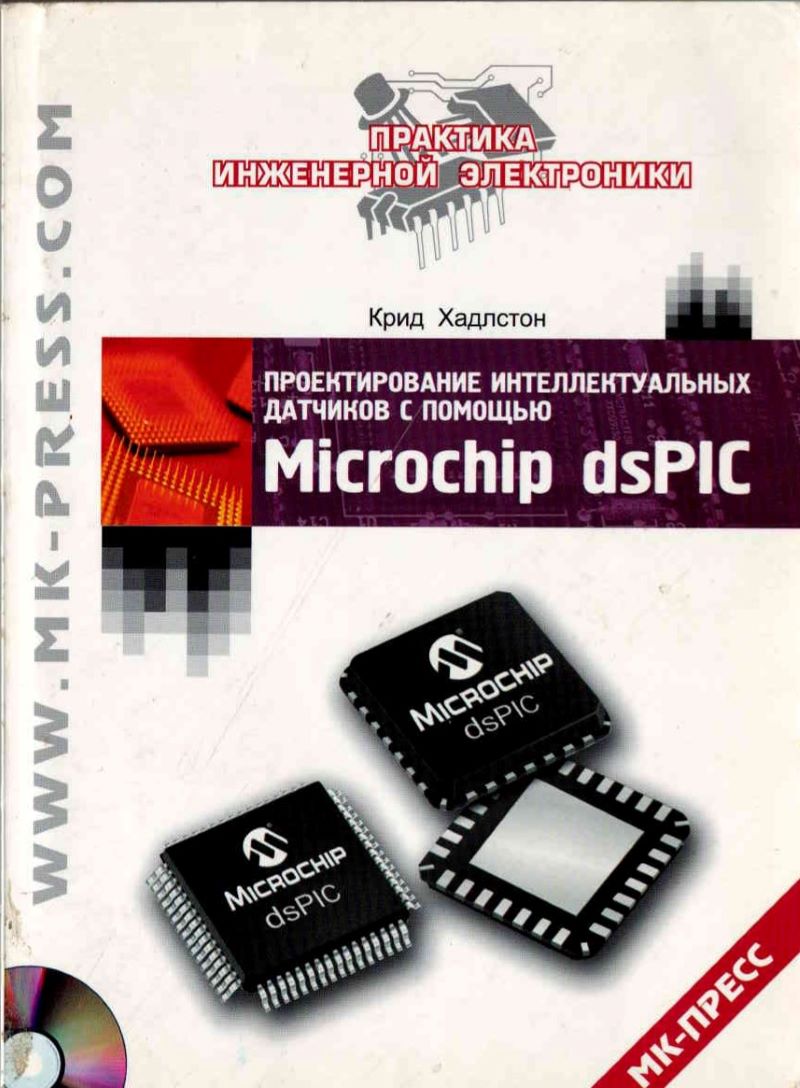 ПРАКТИКА
ИНЖЕНЕРНОЙ ЭЛЕКТРОНИКИ
Крид Хадлстон
ПРОЕКТИРОВАНИЕ ИНТЕЛЛЕКТУАЛЬНЫХ
ДАТЧИКОВ С ПОМОЩЬЮ
Microchip dsPIC
WWW.MK-PRESS.COM
MICROCHIP
dsPIC
MICROCHIP
dsPIC
МК-ПРЕСС